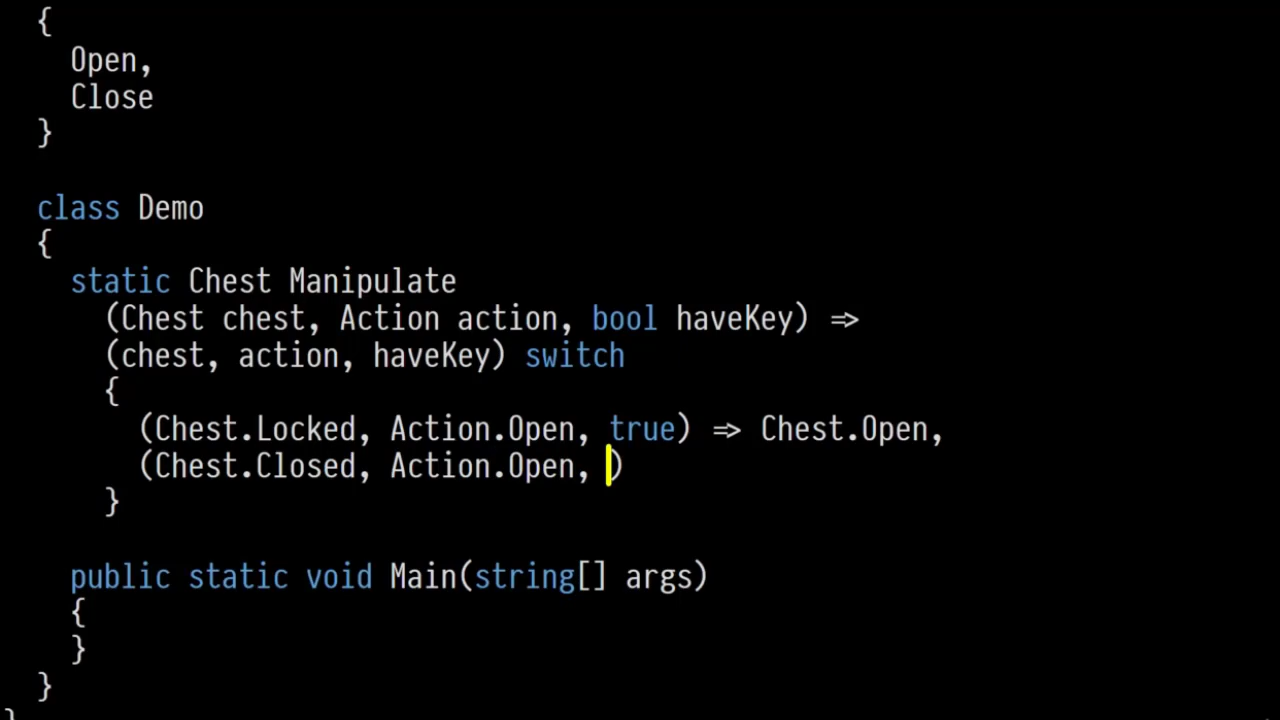 {
Open,
Close
}
class Demo
{
static Chest Manipulate
(Chest chest, Action action, bool haveKey) =>
(chest, action, haveKey) switch
{
(Chest.Locked, Action.Open, true) => Chest.Open,
(Chest.Closed, Action.Open, )
}
public static void Main(string[] args)
{
}
}
}